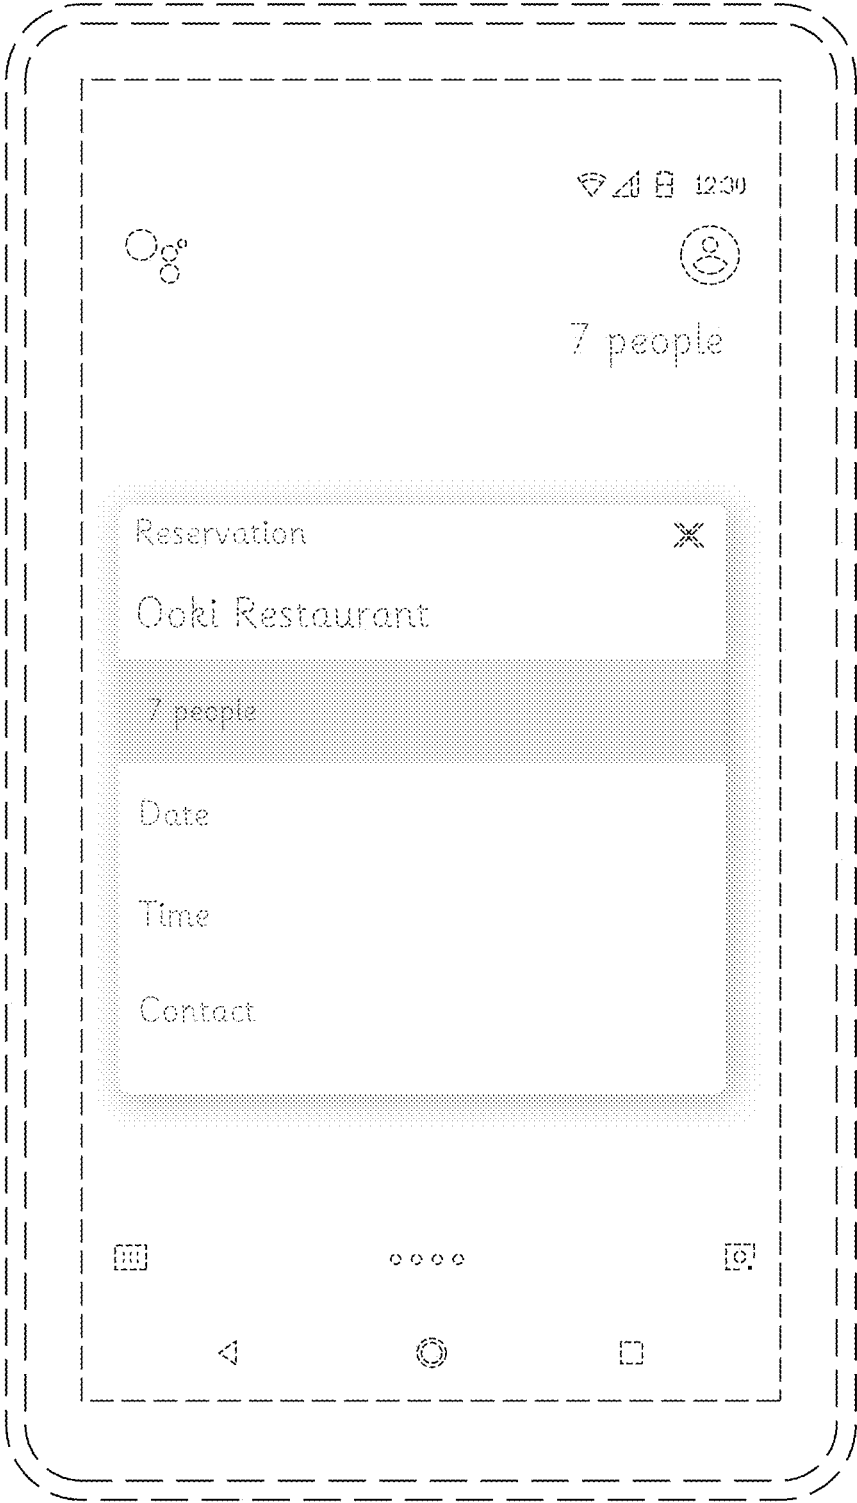 12:30
7 people
Reservation
Ooki Restaurant
7 people
Date
Time
Contact